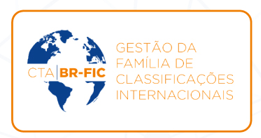 CTA|BR-FIC
GESTÃO DA
FAMÍLIA DE
CLASSIFICAÇÕES
INTERNACIONAIS